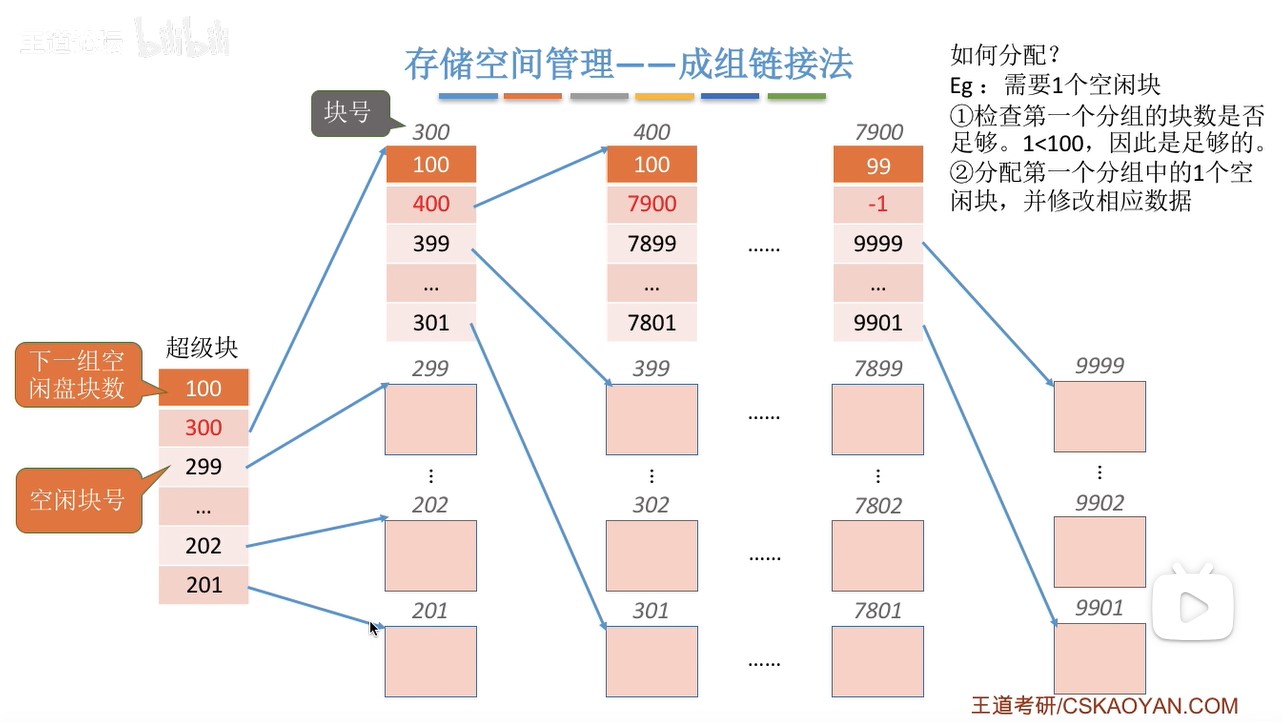 王道论坛 bilibili
存储空间管理——成组链接法
如何分配？
Eg：需要1个空闲块
①检查第一个分组的块数是否
足够。1<100，因此是足够的。
②分配第一个分组中的1个空
闲块，并修改相应数据
块号
300
100
400
399
...
301
400
100
7900
7899
...
7801
......
7900
99
-1
9999
...
9901
超级块
下一组空
闲盘块数
空闲块号
100
300
299
...
202
201
299
399
......
7899
9999
202
302
......
7802
9902
201
301
......
7801
9901
王道考研/CSKAOYAN.COM